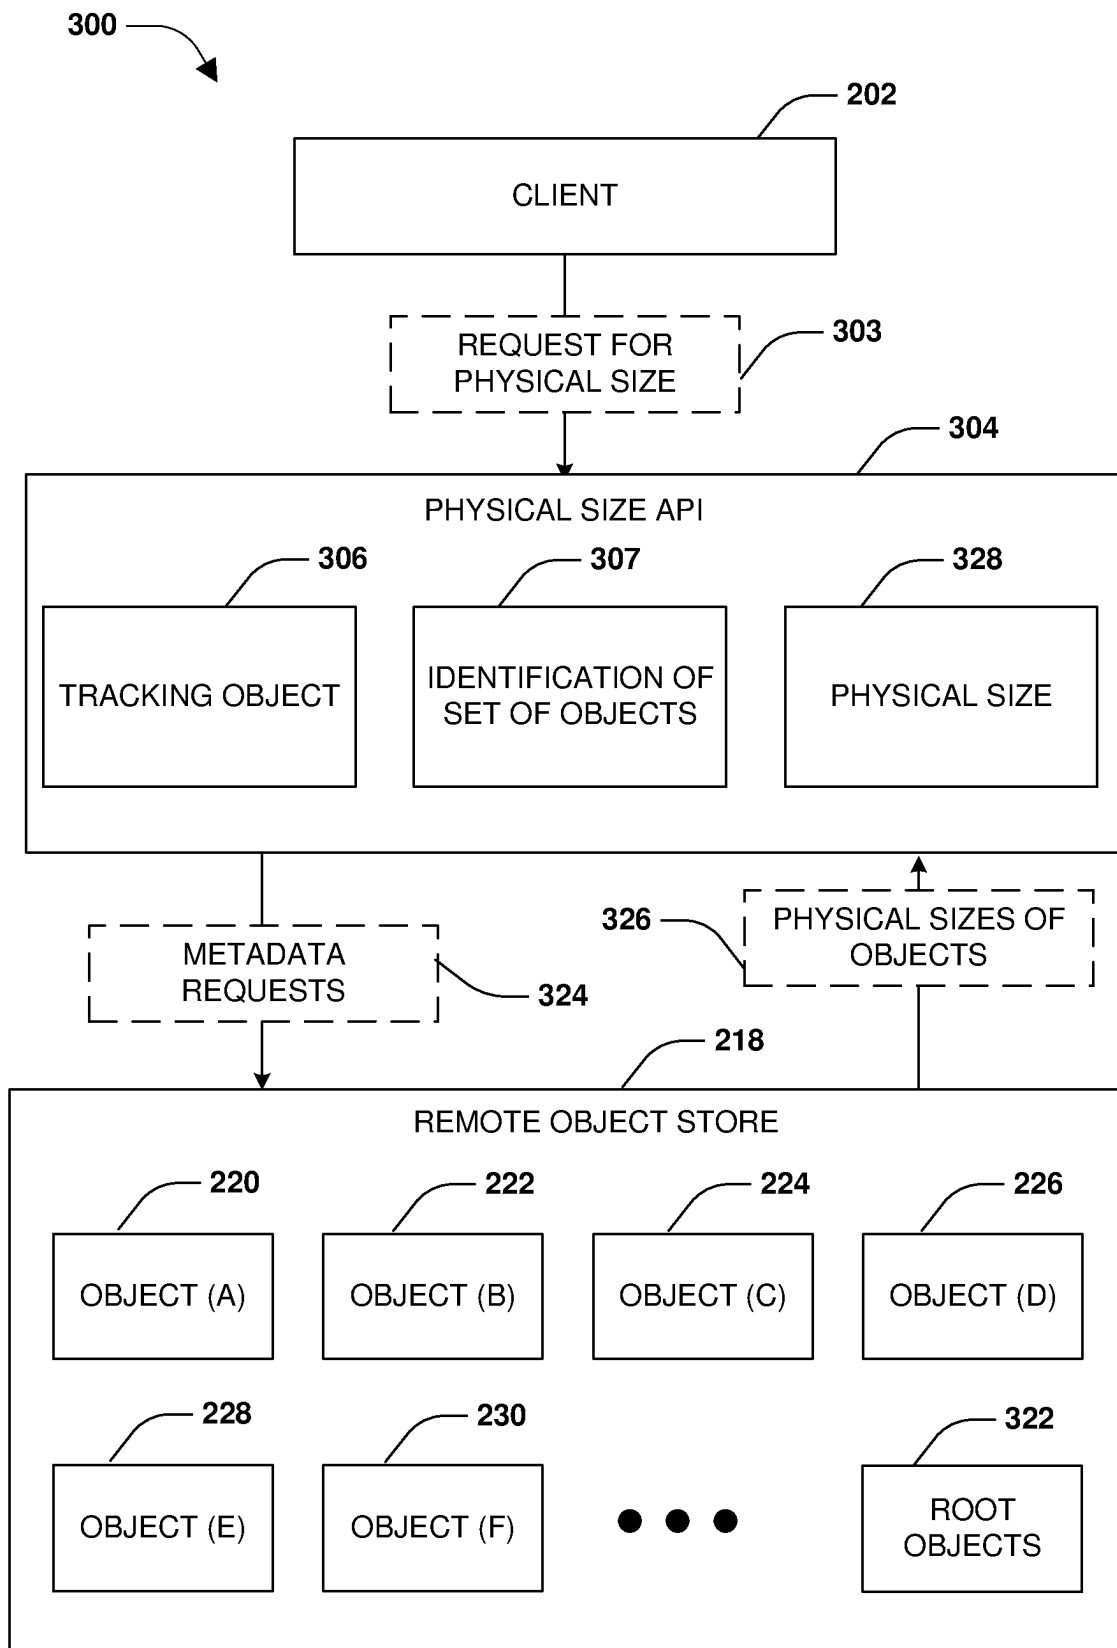 300
202
CLIENT
REQUEST FOR
PHYSICAL SIZE
303
304
PHYSICAL SIZE API
306
307
328
TRACKING OBJECT
IDENTIFICATION OF
SET OF OBJECTS
PHYSICAL SIZE
METADATA
REQUESTS
324
326
PHYSICAL SIZES OF
OBJECTS
218
REMOTE OBJECT STORE
220
222
224
226
OBJECT (A)
OBJECT (B)
OBJECT (C)
OBJECT (D)
228
230
322
OBJECT (E)
OBJECT (F)
ROOT
OBJECTS